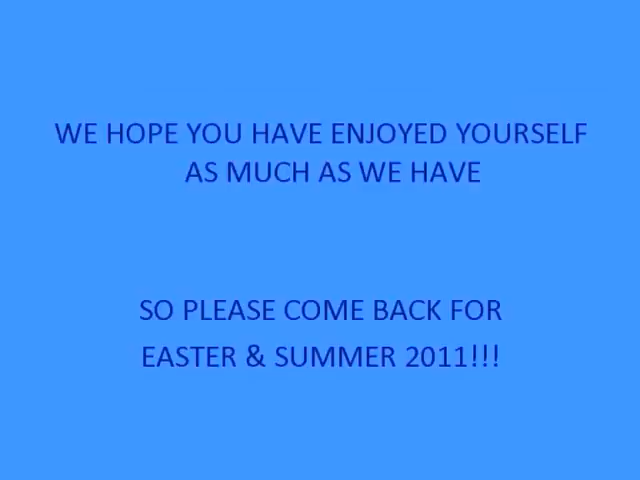 WE HOPE YOU HAVE ENJOYED YOURSELF
AS MUCH AS WE HAVE
SO PLEASE COME BACK FOR
EASTER & SUMMER 2011!!!